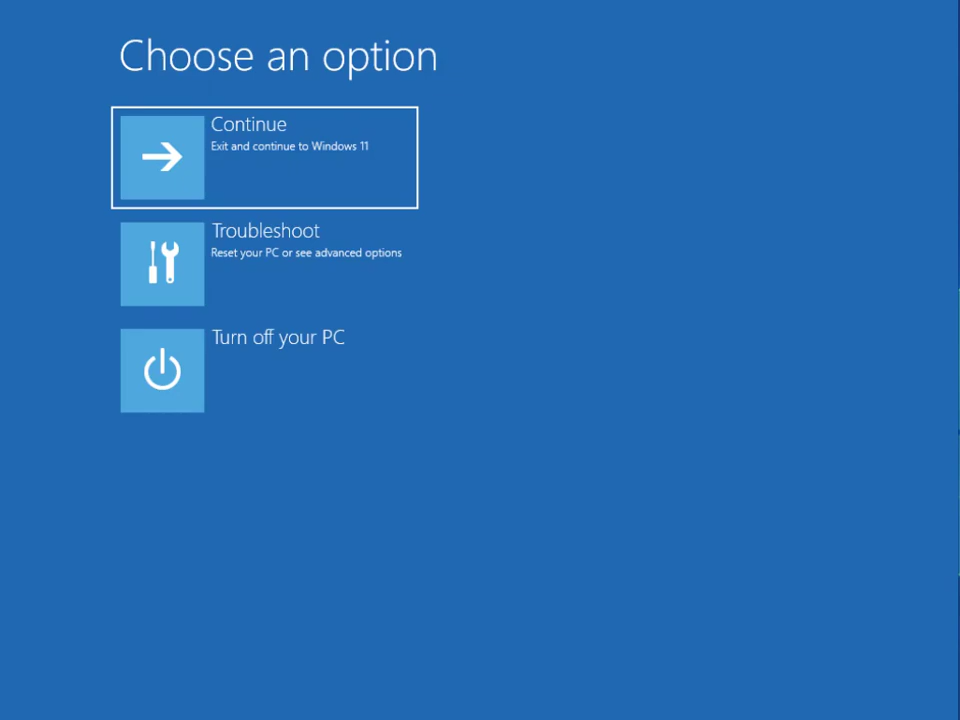 Choose an option
Continue
Exit and continue to Windows 11
Troubleshoot
Reset your PC or see advanced options
Turn off your PC